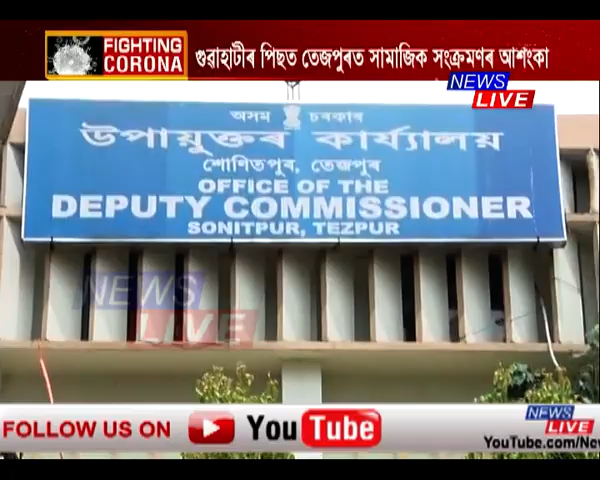 FIGHTING
CORONA
গুৱাহাটীৰ পিছত তেজপুৰত সামাজিক সংক্ৰমণৰ আশংকা
NEWS
LIVE
অসম চৰকাৰ
উপায়ুক্তৰ কাৰ্য্যালয়
শোণিতপুৰ, তেজপুৰ
OFFICE OF THE
DEPUTY COMMISSIONER
SONITPUR, TEZPUR
NEWS
LIVE
FOLLOW US ON YouTube
NEWS
LIVE
YouTube.com/Nev